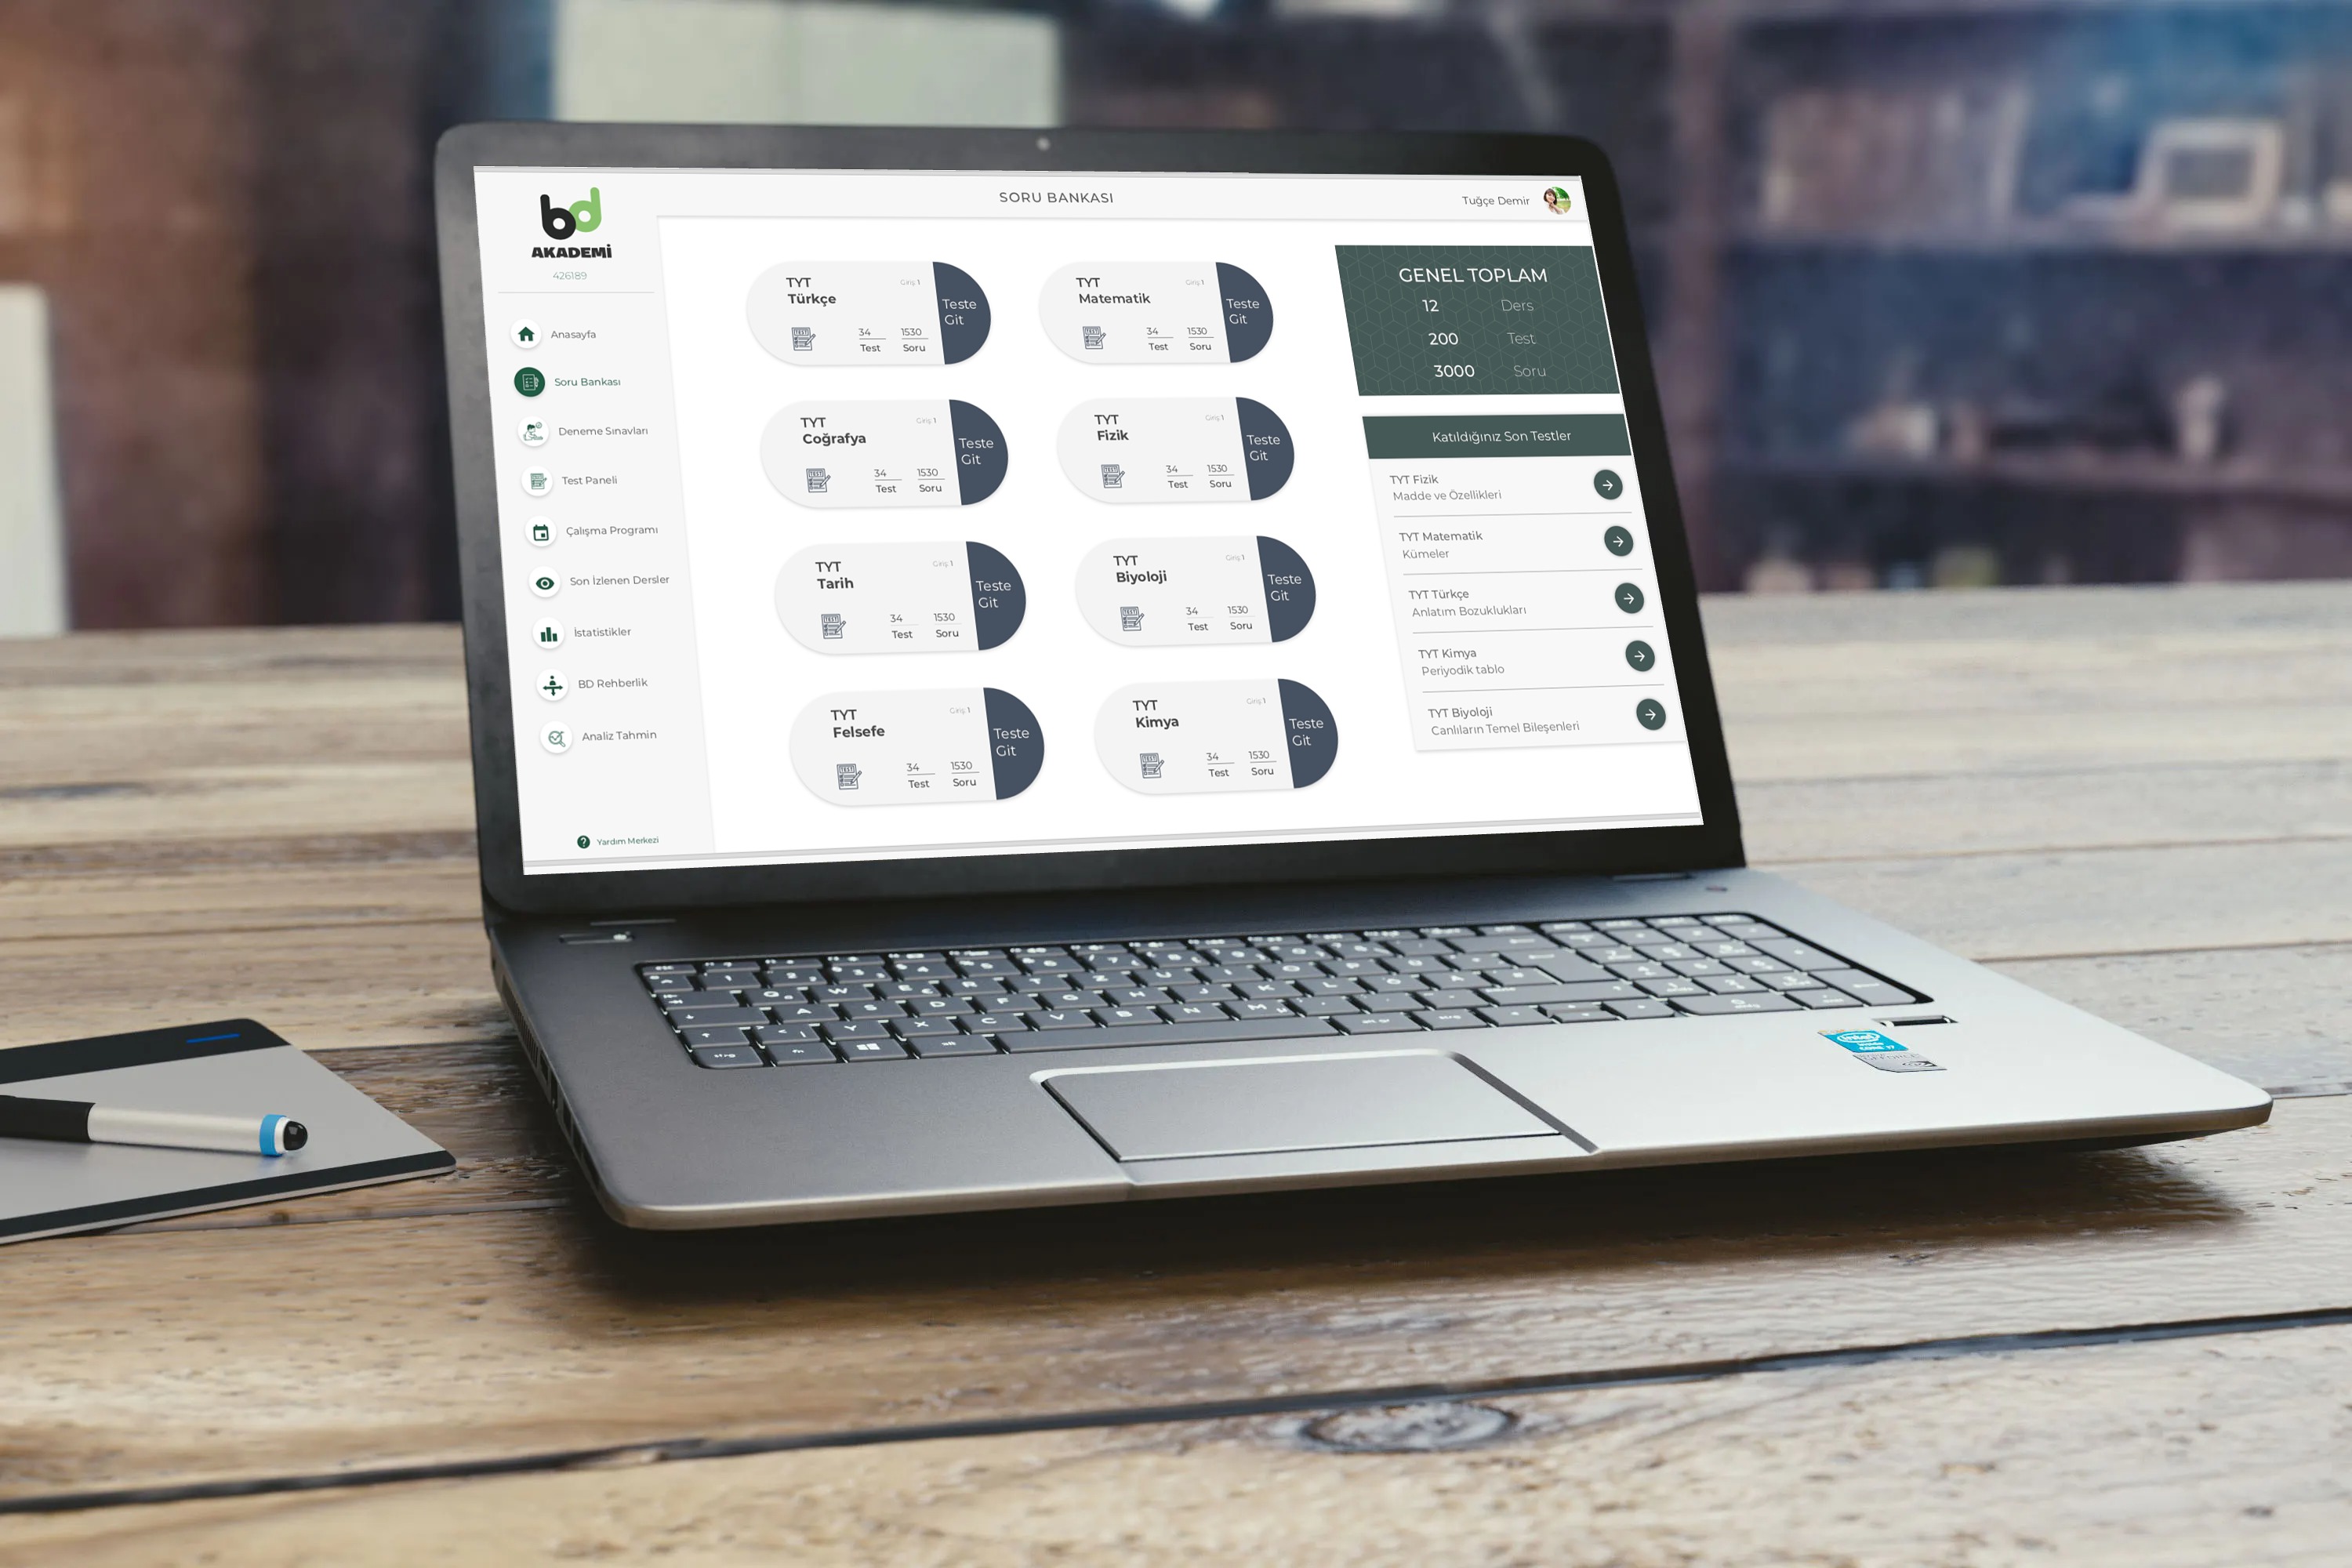 bd
AKADEMİ
426189
Anasayfa
Soru Bankası
Deneme Sınavları
Test Paneli
Çalışma Programı
Son İzlenen Dersler
İstatistikler
BD Rehberlik
Analiz Tahmin
Yardım Merkezi
SORU BANKASI
Tuğçe Demir
TYT
Türkçe
Giriş 1
34 1530
Test Soru
Teste
Git
TYT
Matematik
Giriş 1
34 1530
Test Soru
Teste
Git
TYT
Coğrafya
Giriş 1
34 1530
Test Soru
Teste
Git
TYT
Fizik
Giriş 1
34 1530
Test Soru
Teste
Git
TYT
Tarih
Giriş 1
34 1530
Test Soru
Teste
Git
TYT
Biyoloji
Giriş 1
34 1530
Test Soru
Teste
Git
TYT
Felsefe
Giriş 1
34 1530
Test Soru
Teste
Git
TYT
Kimya
Giriş 1
34 1530
Test Soru
Teste
Git
GENEL TOPLAM
12 Ders
200 Test
3000 Soru
Katıldığınız Son Testler
TYT Fizik
Madde ve Özellikleri
TYT Matematik
Kümeler
TYT Türkçe
Anlatım Bozuklukları
TYT Kimya
Periyodik tablo
TYT Biyoloji
Canlıların Temel Bileşenleri
intel
inside
CORE i7